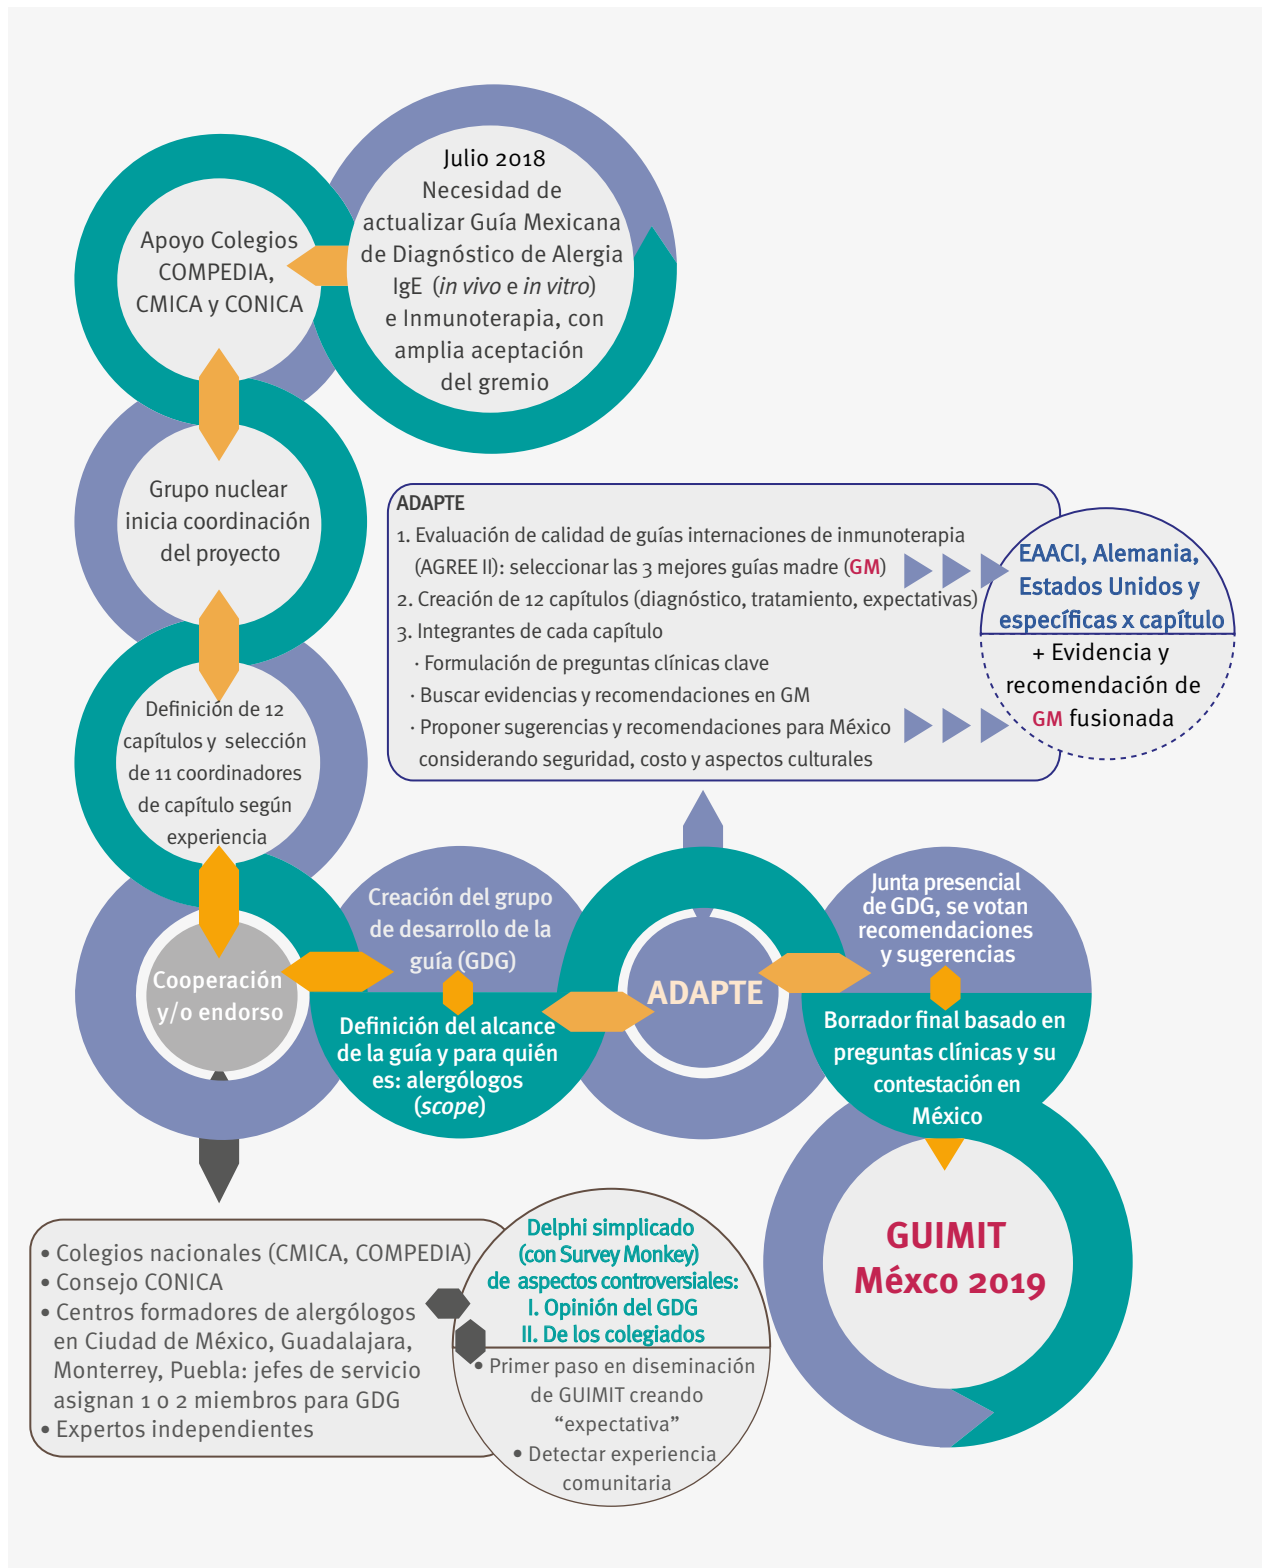 Julio 2018
Necesidad de
actualizar Guía Mexicana
de Diagnóstico de Alergia
IgE (in vivo e in vitro)
e Inmunoterapia, con
amplia aceptación
del gremio
Apoyo Colegios
COMPEDIA,
CMICA y CONICA
Grupo nuclear
inicia coordinación
del proyecto
Definición de 12
capítulos y selección
de 11 coordinadores
de capítulo según
experiencia
ADAPTE
1. Evaluación de calidad de guías internaciones de inmunoterapia
(AGREE II): seleccionar las 3 mejores guías madre (GM)
2. Creación de 12 capítulos (diagnóstico, tratamiento, expectativas)
3. Integrantes de cada capítulo
· Formulación de preguntas clínicas clave
· Buscar evidencias y recomendaciones en GM
· Proponer sugerencias y recomendaciones para México
considerando seguridad, costo y aspectos culturales
EAACI, Alemania,
Estados Unidos y
específicas x capítulo
+ Evidencia y
recomendación de
GM fusionada
Cooperación
y/o endorso
Creación del grupo
de desarrollo de la
guía (GDG)
Definición del alcance
de la guía y para quién
es: alergólogos
(scope)
ADAPTE
Junta presencial
de GDG, se votan
recomendaciones
y sugerencias
Borrador final basado en
preguntas clínicas y su
contestación en
México
GUIMIT
Méxco 2019
• Colegios nacionales (CMICA, COMPEDIA)
• Consejo CONICA
• Centros formadores de alergólogos
en Ciudad de México, Guadalajara,
Monterrey, Puebla: jefes de servicio
asignan 1 o 2 miembros para GDG
• Expertos independientes
Delphi simplicado
(con Survey Monkey)
de aspectos controversiales:
I. Opinión del GDG
II. De los colegiados
• Primer paso en diseminación
de GUIMIT creando
“expectativa”
• Detectar experiencia
comunitaria